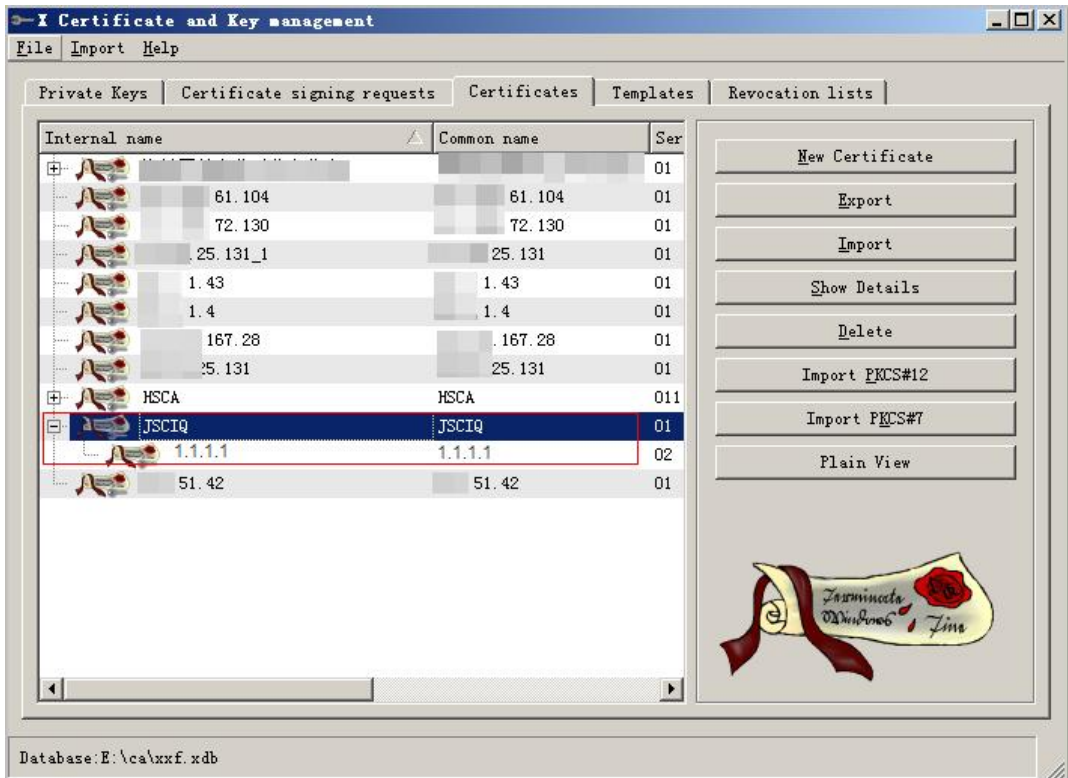 X Certificate and Key management
File Import Help
Private Keys Certificate signing requests Certificates Templates Revocation lists
Internal name Common name Ser
01
61.104 61.104 01
72.130 72.130 01
.25.131_1 25.131 01
1.43 1.43 01
1.4 1.4 01
167.28 .167.28 01
25.131 25.131 01
HSCA HSCA 011
JSCIQ JSCIQ 01
1.1.1.1 1.1.1.1 02
51.42 51.42 01
New Certificate
Export
Import
Show Details
Delete
Import PKCS#12
Import PKCS#7
Plain View
Windows
Database:E:\ca\xxf.xdb